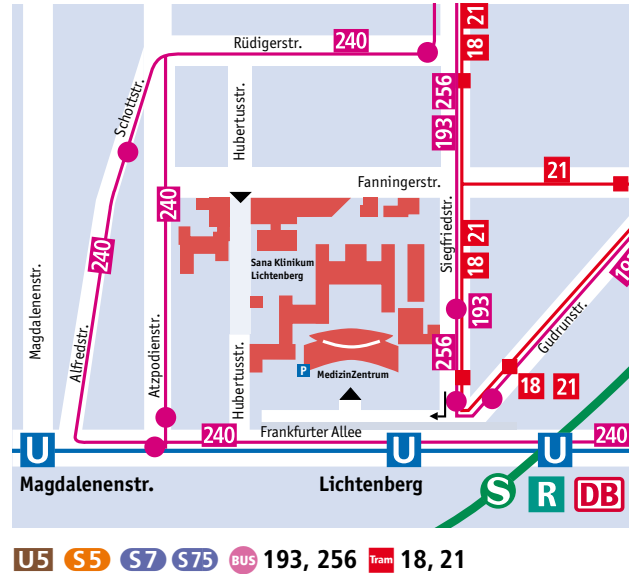 21
18
Rüdigerstr.
240
Schottstr.
Hubertusstr.
256
193
Fanningerstr.
21
240
240
Siegfriedstr.
21
18
Sana Klinikum
Lichtenberg
193
Magdalenenstr.
Alfredstr.
Atzpodienstr.
Hubertusstr.
256
Gudrunstr.
P
MedizinZentrum
18
21
240
Frankfurter Allee
240
U
U
U
Magdalenenstr.
Lichtenberg
S
R
DB
U5
S5
S7
S75
BUS
193, 256
Tram
18, 21